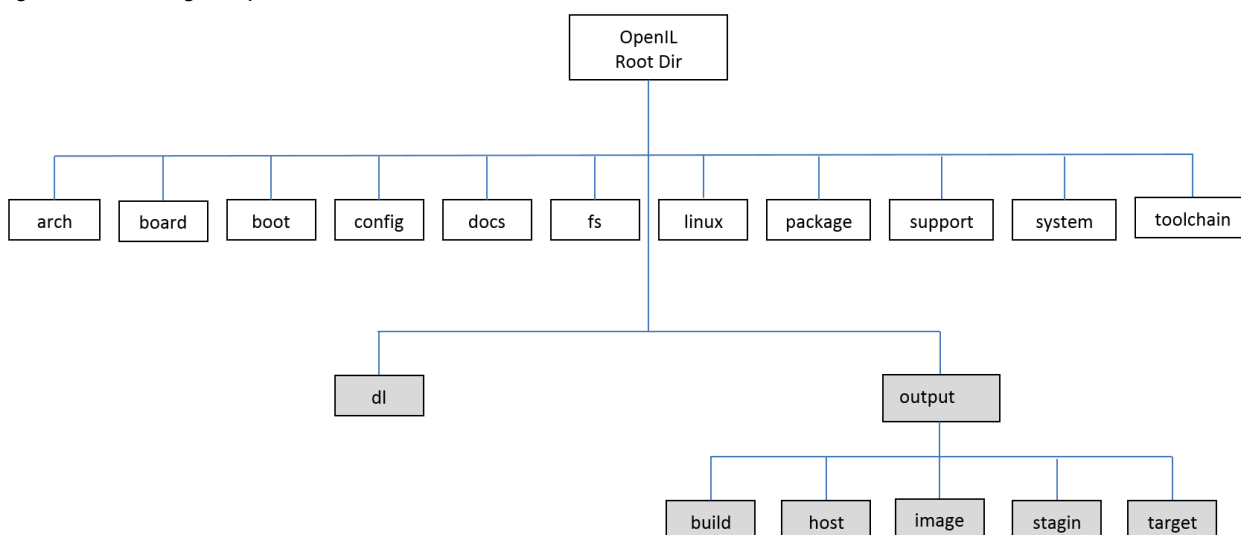 OpenIL
Root Dir
arch board boot config docs fs linux package support system toolchain
dl output
build host image stagin target